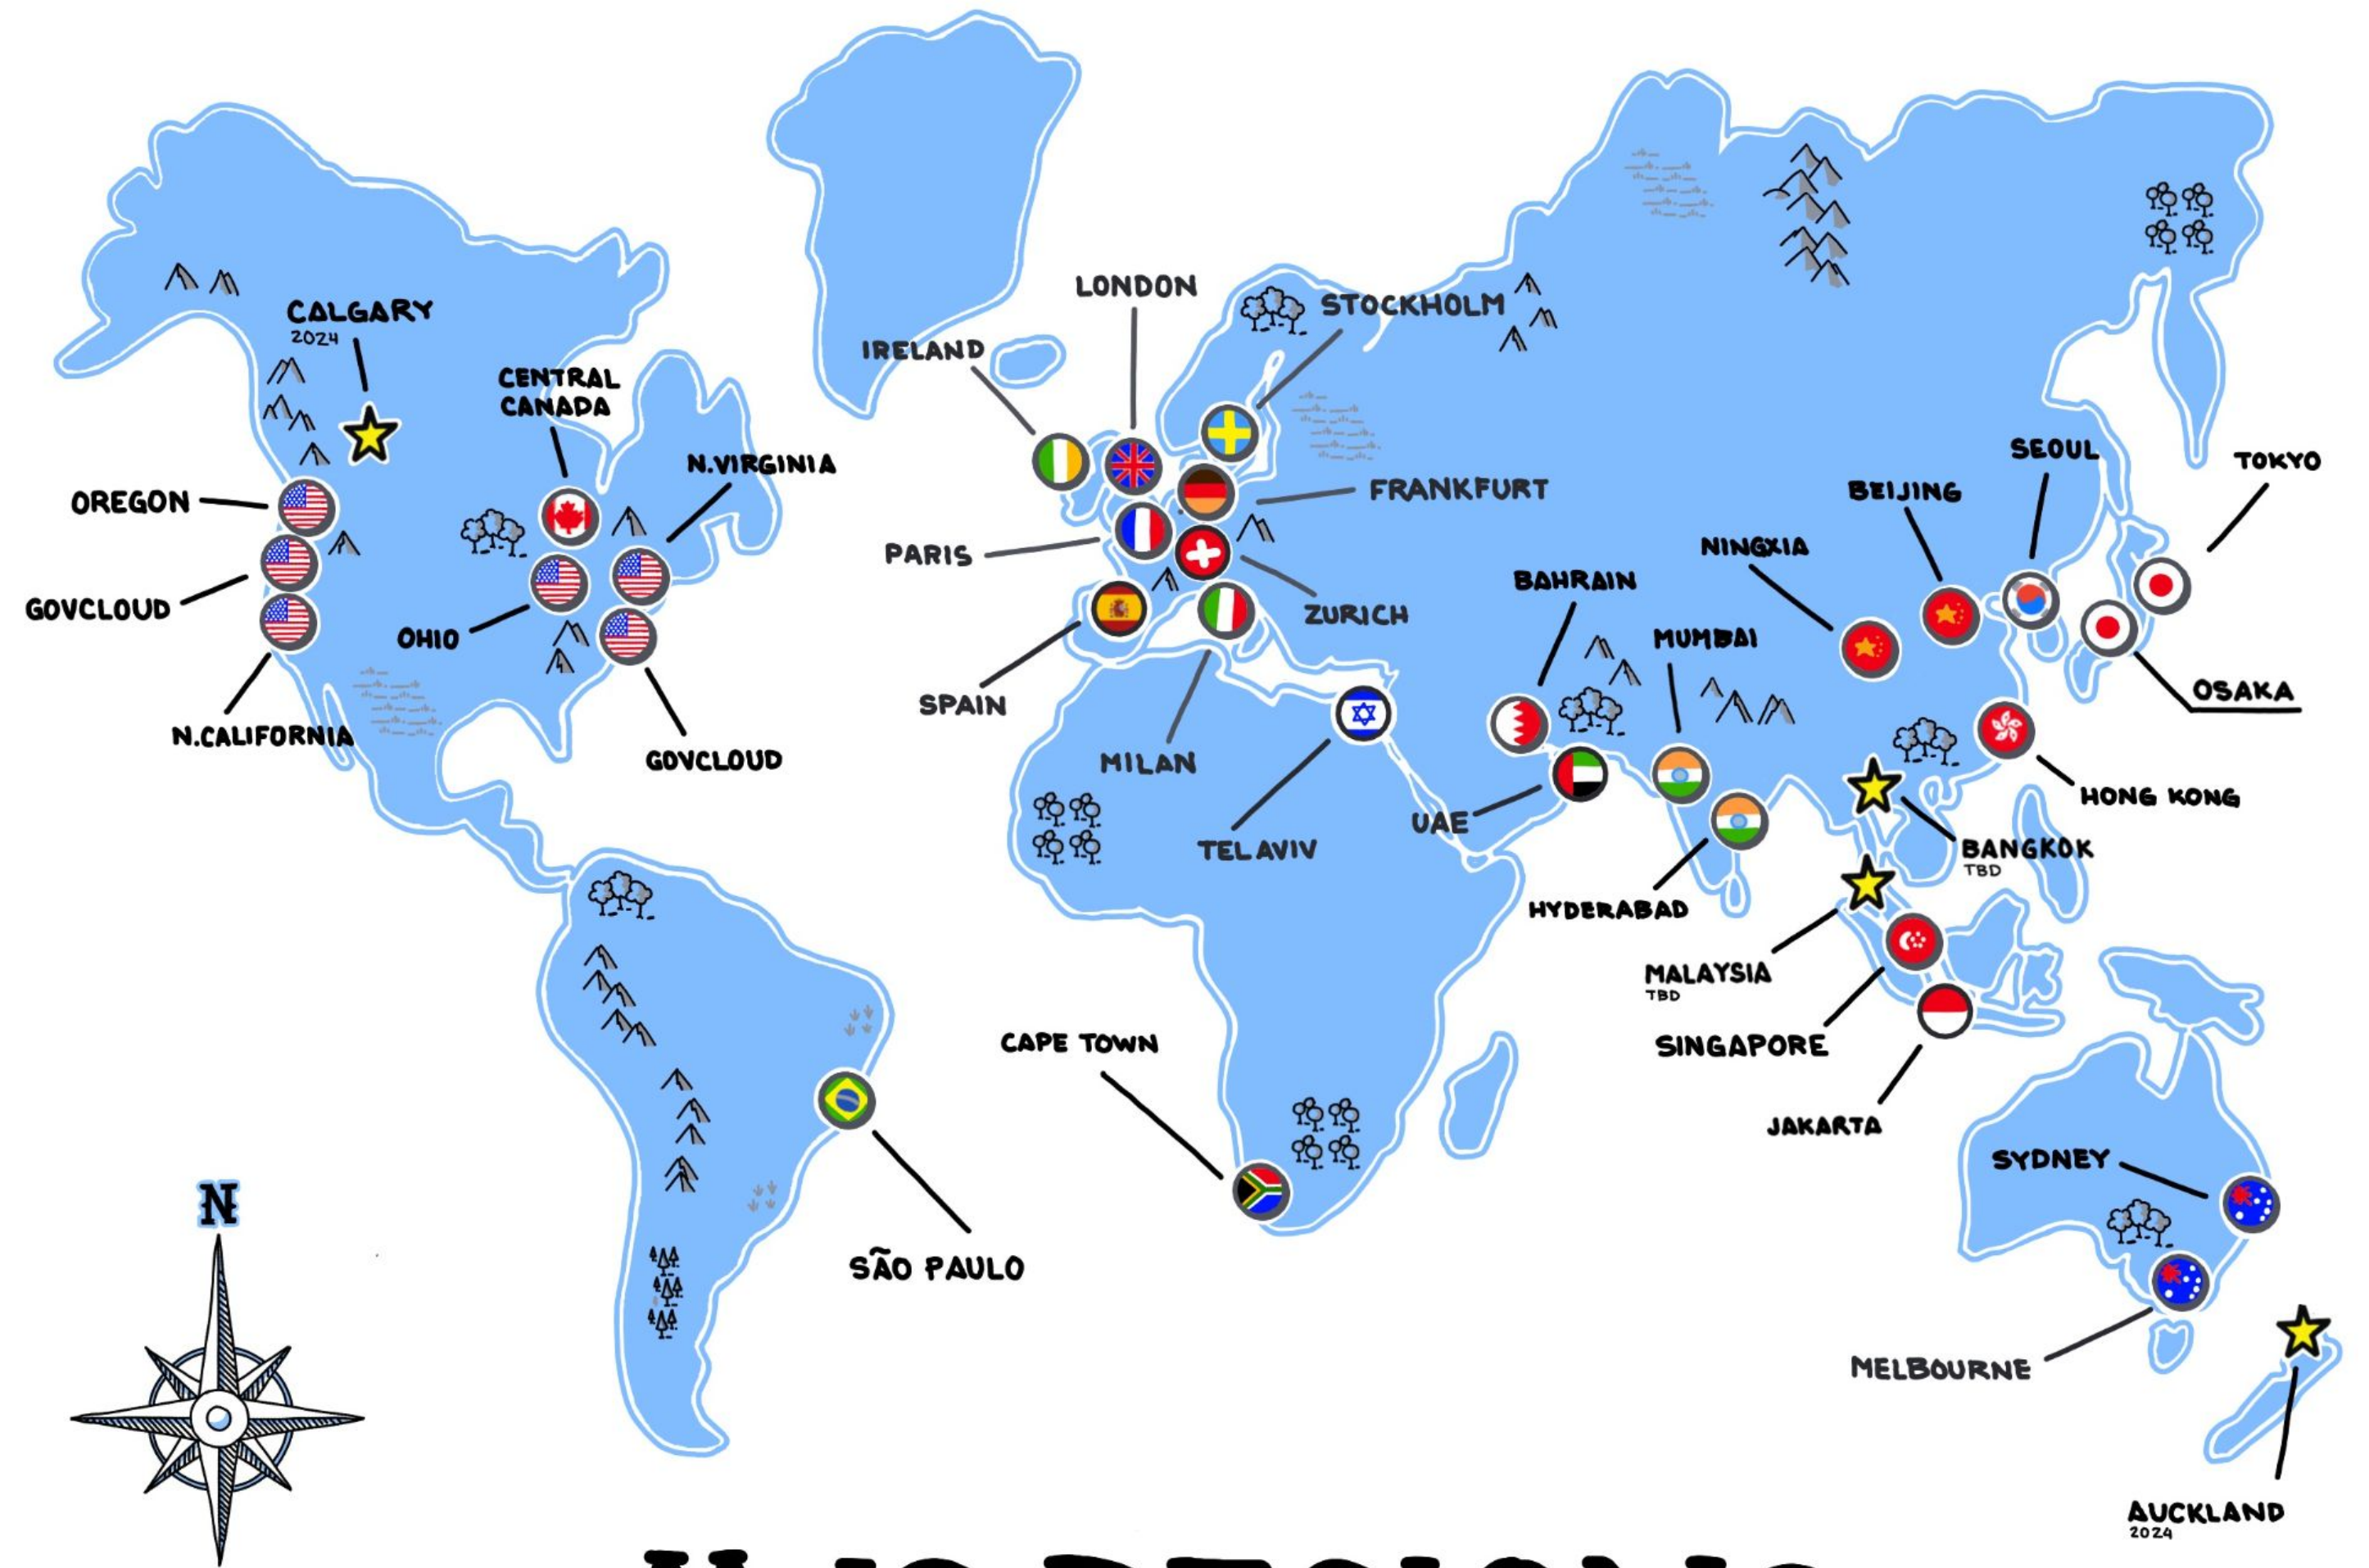 LONDON
STOCKHOLM
CALGARY
2024
IRELAND
CENTRAL
CANADA
N.VIRGINIA
SEOUL
TOKYO
OREGON
FRANKFURT
BEIJING
PARIS
NINGXIA
GOVCLOUD
BAHRAIN
OHIO
ZURICH
MUMBAI
SPAIN
OSAKA
N.CALIFORNIA
GOVCLOUD
MILAN
HONG KONG
UAE
TEL AVIV
BANGKOK
TBD
HYDERABAD
MALAYSIA
TBD
CAPE TOWN
SINGAPORE
JAKARTA
SYDNEY
N
SÃO PAULO
MELBOURNE
AUCKLAND
2024